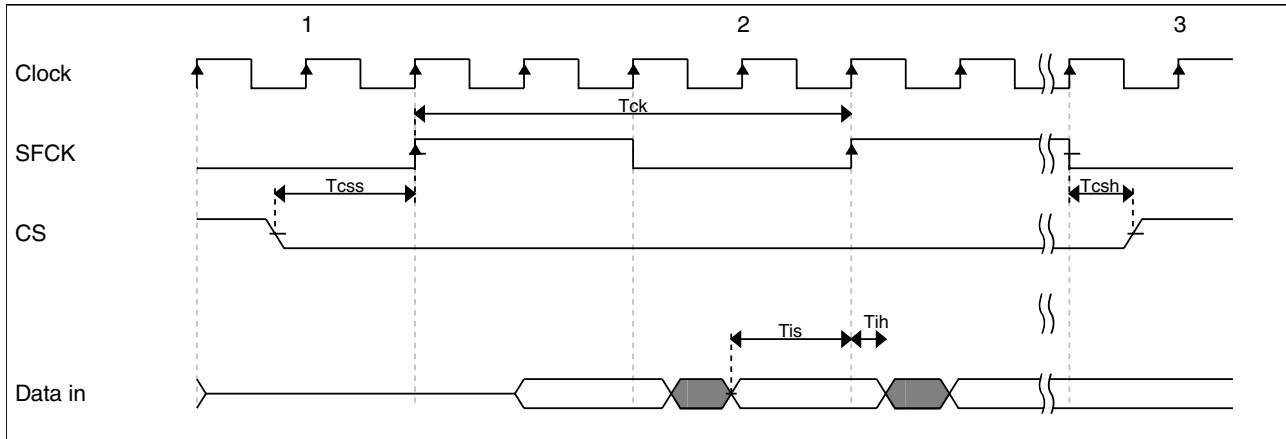 1 2 3
Clock
Tck
SFCK
Tcss Tcsh
CS
Tis Tih
Data in